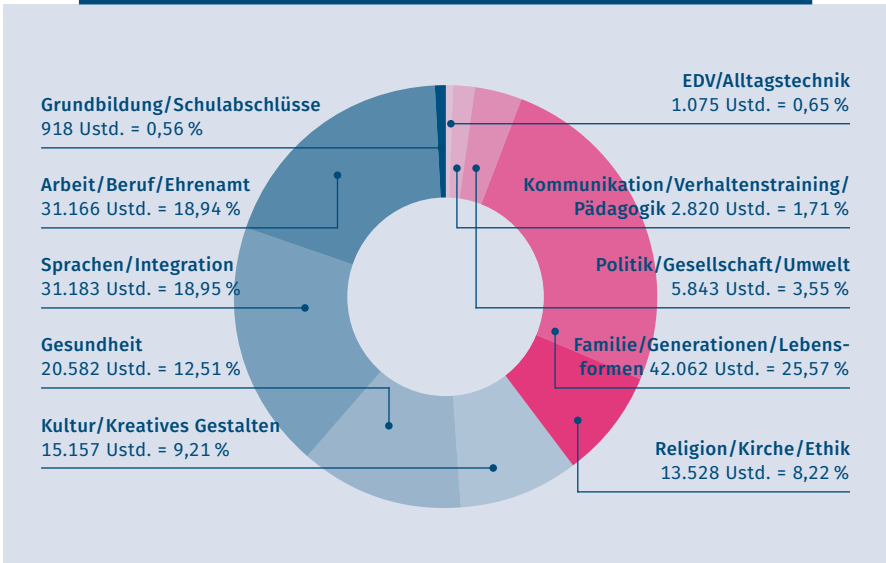 Grundbildung/Schulabschlüsse
918 Ustd. = 0,56 %
Arbeit/Beruf/Ehrenamt
31.166 Ustd. = 18,94 %
Sprachen/Integration
31.183 Ustd. = 18,95 %
Gesundheit
20.582 Ustd. = 12,51 %
Kultur/Kreatives Gestalten
15.157 Ustd. = 9,21 %
EDV/Alltagstechnik
1.075 Ustd. = 0,65 %
Kommunikation/Verhaltenstraining/
Pädagogik 2.820 Ustd. = 1,71 %
Politik/Gesellschaft/Umwelt
5.843 Ustd. = 3,55 %
Familie/Generationen/Lebens-
formen 42.062 Ustd. = 25,57 %
Religion/Kirche/Ethik
13.528 Ustd. = 8,22 %